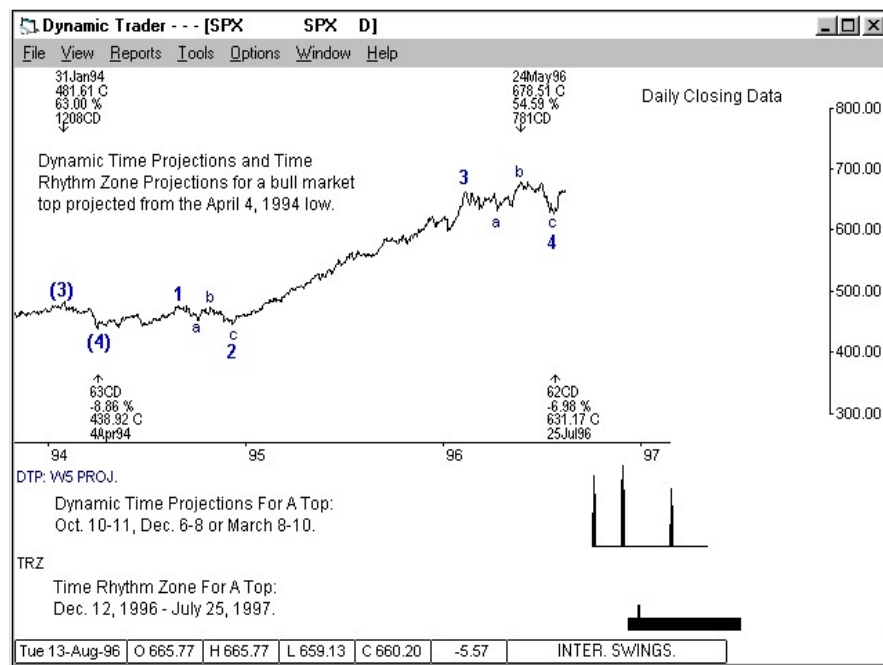 Dynamic Trader - - - [SPX SPX D]
File View Reports Tools Options Window Help
31Jan94
481.61 C
63.00 %
1208CD
24May96
678.51 C
54.59 %
781CD
Daily Closing Data
800.00
700.00
600.00
500.00
400.00
300.00
Dynamic Time Projections and Time
Rhythm Zone Projections for a bull market
top projected from the April 4, 1994 low.
3
b
a
c
4
(3)
1
b
a
c
2
(4)
63CD
-8.86 %
438.92 C
4Apr94
62CD
-6.98 %
631.17 C
25Jul96
94 95 96 97
DTP: W5 PROJ.
Dynamic Time Projections For A Top:
Oct. 10-11, Dec. 6-8 or March 8-10.
TRZ
Time Rhythm Zone For A Top:
Dec. 12, 1996 - July 25, 1997.
Tue 13-Aug-96 O 665.77 H 665.77 L 659.13 C 660.20 -5.57 INTER. SWINGS.